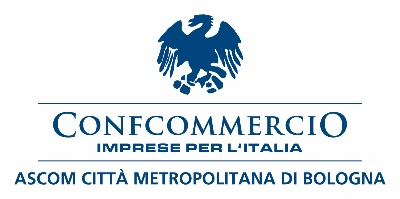 CONFCOMMERCIO
IMPRESE PER L'ITALIA
ASCOM CITTÀ METROPOLITANA DI BOLOGNA